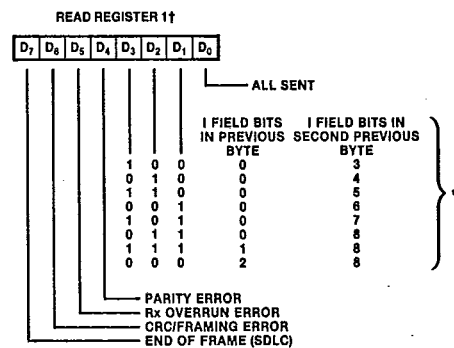 READ REGISTER 1†
D7 D6 D5 D4 D3 D2 D1 D0
ALL SENT
I FIELD BITS IN PREVIOUS BYTE
I FIELD BITS IN SECOND PREVIOUS BYTE
1 0 0 0 3
0 1 0 0 4
1 1 0 0 5
0 0 1 0 6
1 0 1 0 7
0 1 1 0 8
1 1 1 1 8
0 0 0 2 8
PARITY ERROR
Rx OVERRUN ERROR
CRC/FRAMING ERROR
END OF FRAME (SDLC)